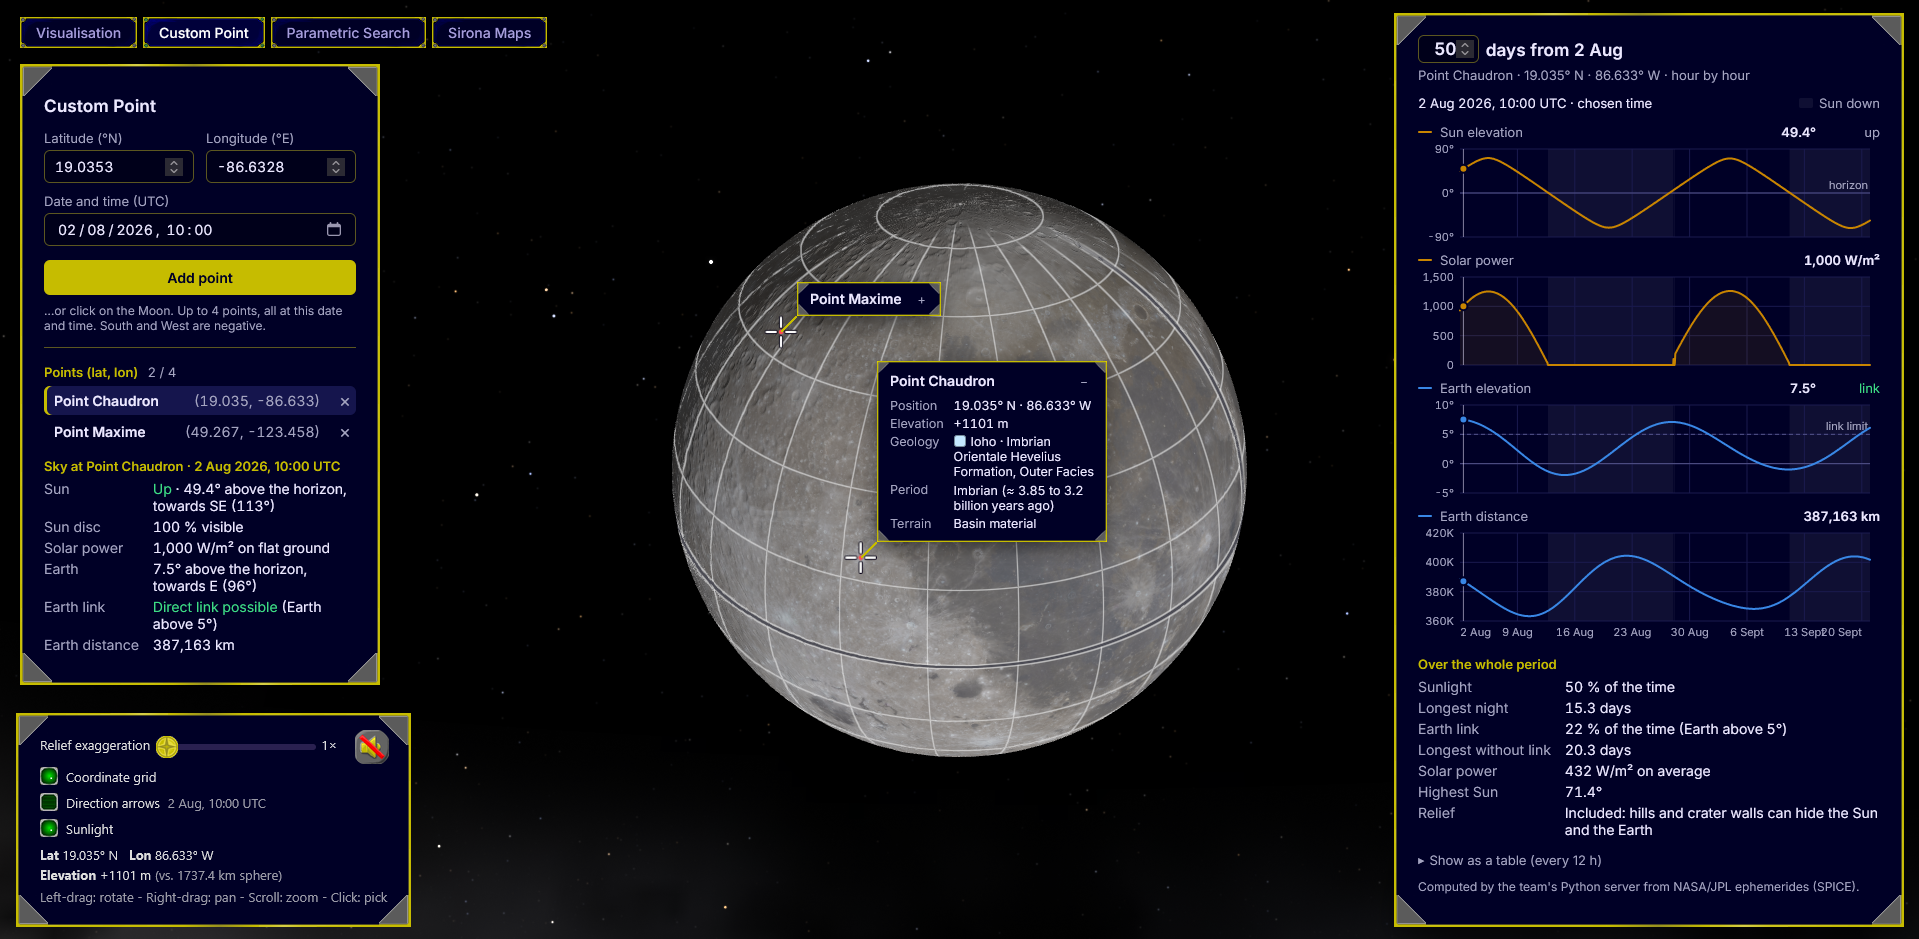 Visualisation
Custom Point
Parametric Search
Sirona Maps
Custom Point
Latitude (°N)
Longitude (°E)
19.0353
-86.6328
Date and time (UTC)
02/08/2026, 10:00
Add point
...or click on the Moon. Up to 4 points, all at this date
and time. South and West are negative.
Points (lat, lon) 2 / 4
Point Chaudron (19.035, -86.633) ×
Point Maxime (49.267, -123.458) ×
Sky at Point Chaudron · 2 Aug 2026, 10:00 UTC
Sun Up · 49.4° above the horizon,
towards SE (113°)
Sun disc 100 % visible
Solar power 1,000 W/m² on flat ground
Earth 7.5° above the horizon,
towards E (96°)
Earth link Direct link possible (Earth
above 5°)
Earth distance 387,163 km
Relief exaggeration 1×
Coordinate grid
Direction arrows 2 Aug, 10:00 UTC
Sunlight
Lat 19.035° N Lon 86.633° W
Elevation +1101 m (vs. 1737.4 km sphere)
Left-drag: rotate - Right-drag: pan - Scroll: zoom - Click: pick
Point Maxime +
Point Chaudron –
Position 19.035° N · 86.633° W
Elevation +1101 m
Geology Ioho · Imbrian
Orientale Hevelius
Formation, Outer Facies
Period Imbrian (≈ 3.85 to 3.2
billion years ago)
Terrain Basin material
50 days from 2 Aug
Point Chaudron · 19.035° N · 86.633° W · hour by hour
2 Aug 2026, 10:00 UTC · chosen time
Sun down
Sun elevation 49.4° up
90°
0°
-90°
horizon
Solar power 1,000 W/m²
1,500
1,000
500
0
Earth elevation 7.5° link
10°
5°
0°
-5°
link limit
Earth distance 387,163 km
420K
400K
380K
360K
2 Aug 9 Aug 16 Aug 23 Aug 30 Aug 6 Sept 13 Sept 20 Sept
Over the whole period
Sunlight 50 % of the time
Longest night 15.3 days
Earth link 22 % of the time (Earth above 5°)
Longest without link 20.3 days
Solar power 432 W/m² on average
Highest Sun 71.4°
Relief Included: hills and crater walls can hide the Sun
and the Earth
▸ Show as a table (every 12 h)
Computed by the team's Python server from NASA/JPL ephemerides (SPICE).